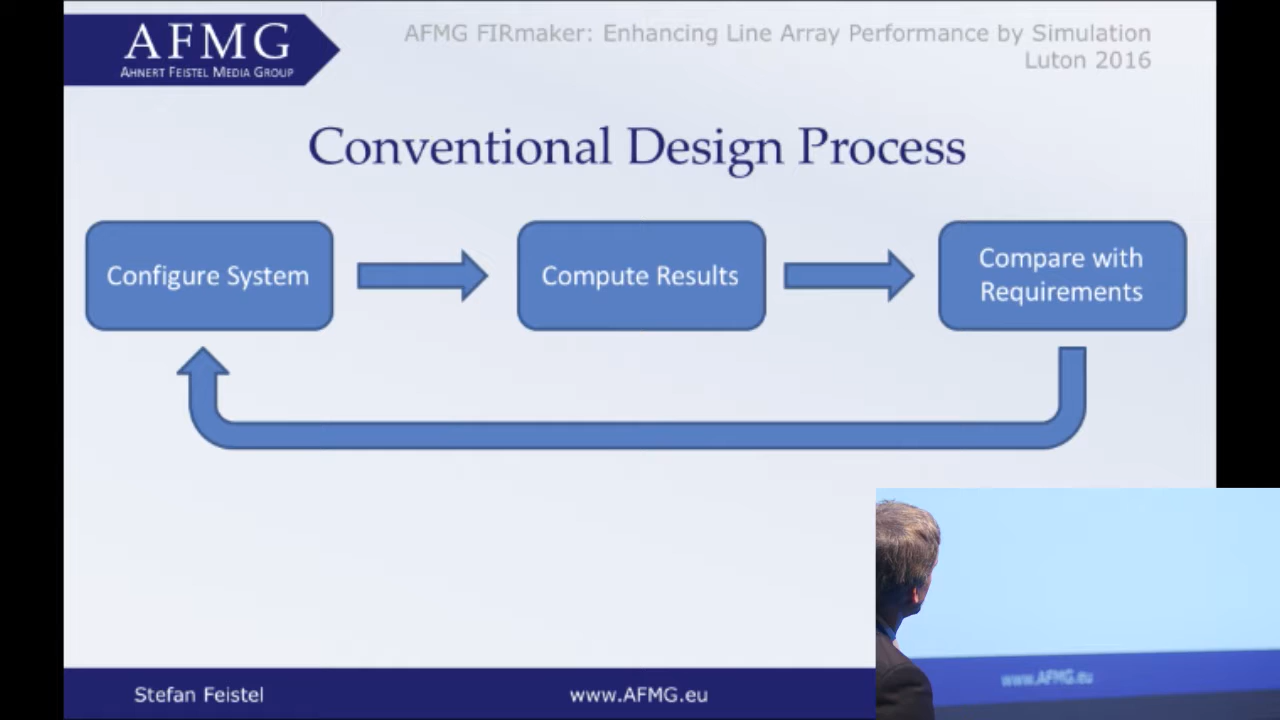 AFMG
AHNERT FEISTEL MEDIA GROUP
AFMG FIRmaker: Enhancing Line Array Performance by Simulation
Luton 2016
Conventional Design Process
Configure System
Compute Results
Compare with
Requirements
Stefan Feistel
www.AFMG.eu
www.AFMG.eu